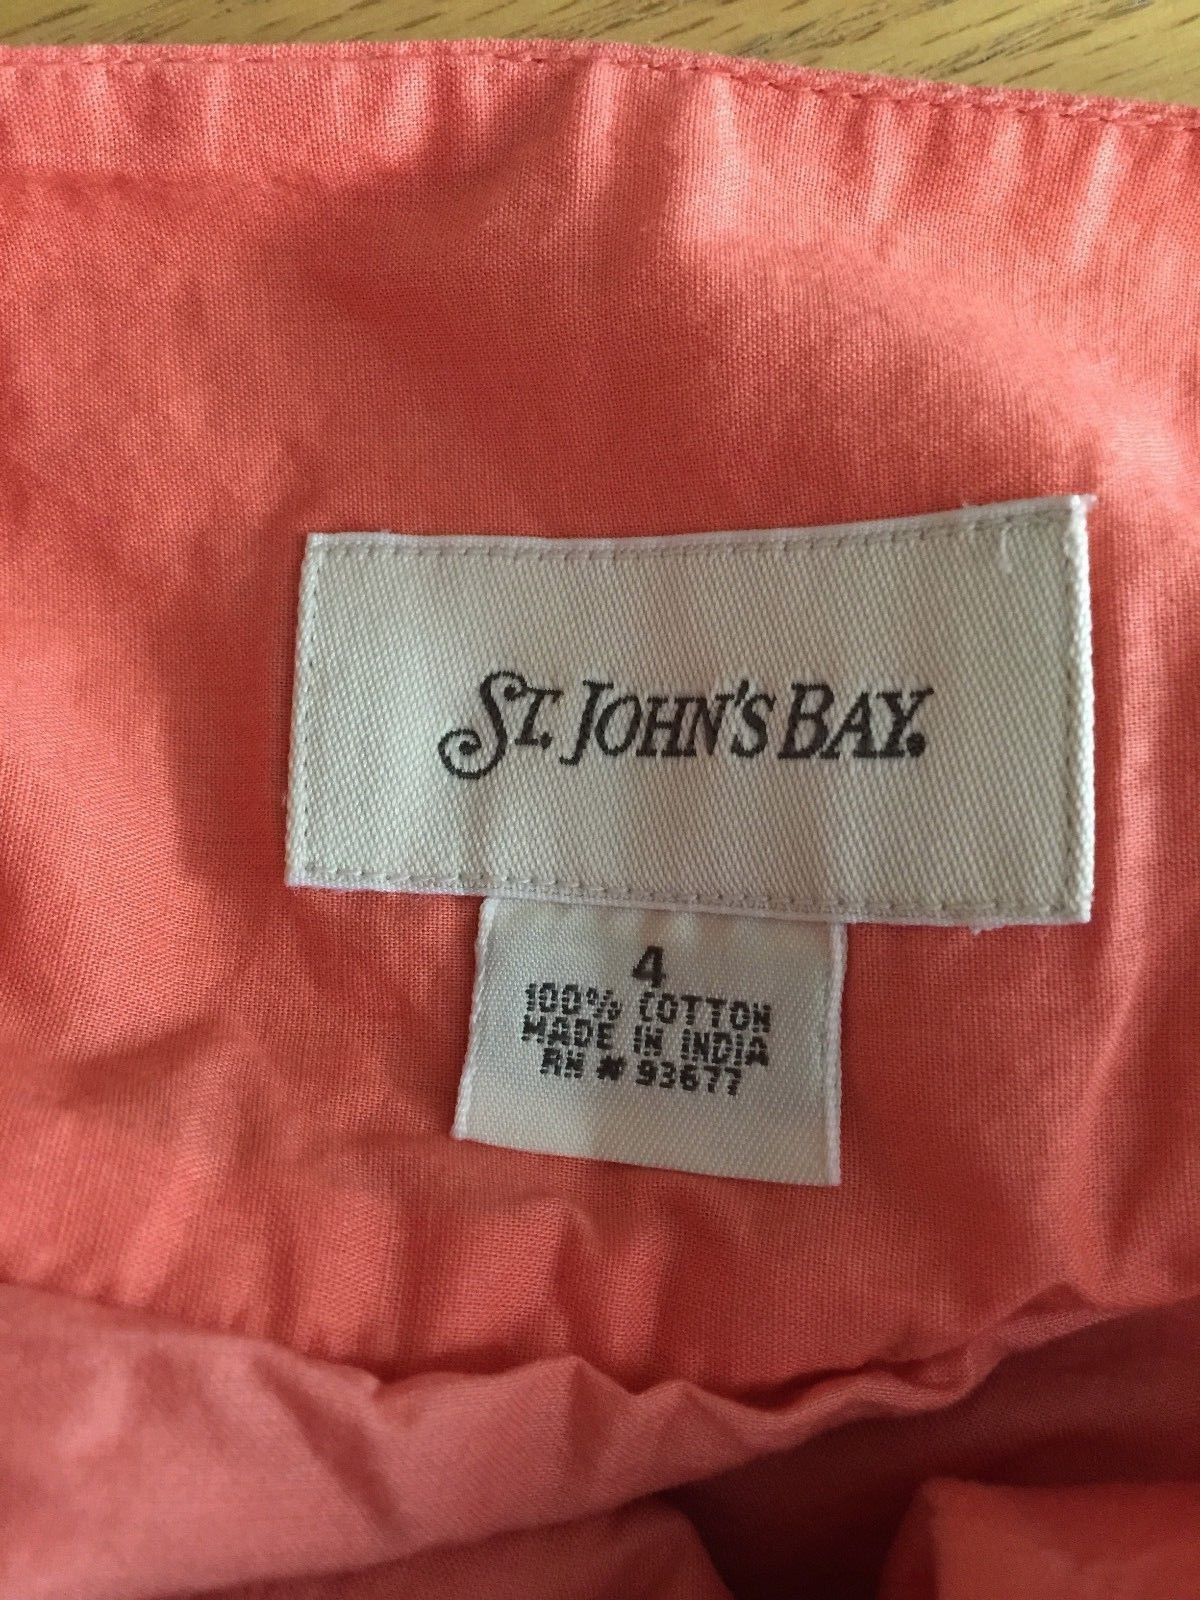 ST. JOHN'S BAY.
4
100% COTTON
MADE IN INDIA
RN # 93677